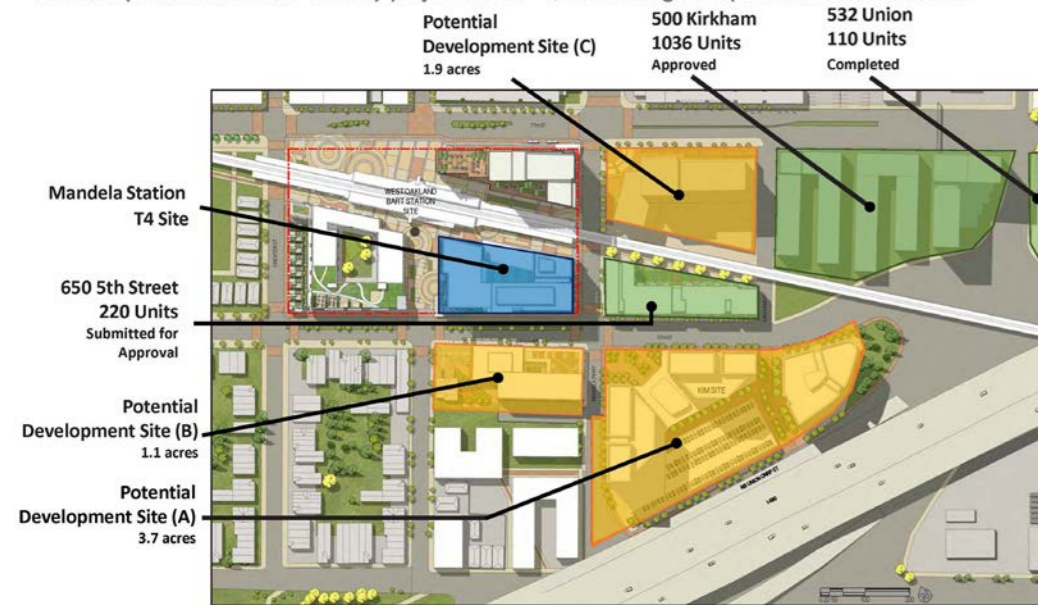 Potential
Development Site (C)
1.9 acres
500 Kirkham
1036 Units
Approved
532 Union
110 Units
Completed
Mandela Station
T4 Site
WEST OAKLAND
BART STATION
SITE
650 5th Street
220 Units
Submitted for
Approval
KIM SITE
Potential
Development Site (B)
1.1 acres
Potential
Development Site (A)
3.7 acres